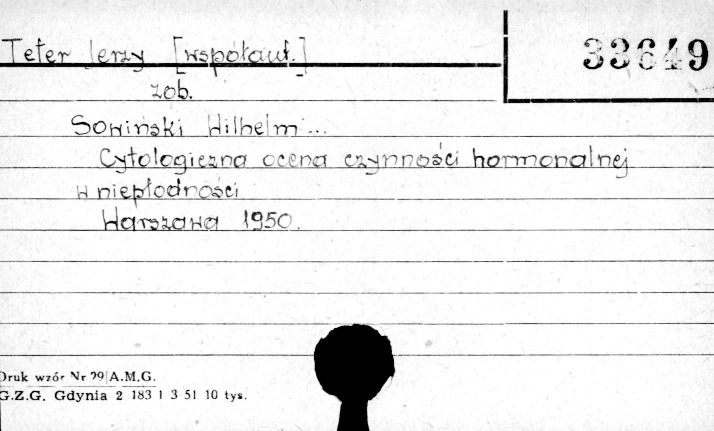 Teter Jerzy [współaut.]
33649
zob.
Sowiński Wilhelm...
Cytologiczna ocena czynności hormonalnej
w niepłodności
Warszawa 1950.
Druk wzór Nr 29 A.M.G.
G.Z.G. Gdynia 2 183 1 3 51 10 tys.